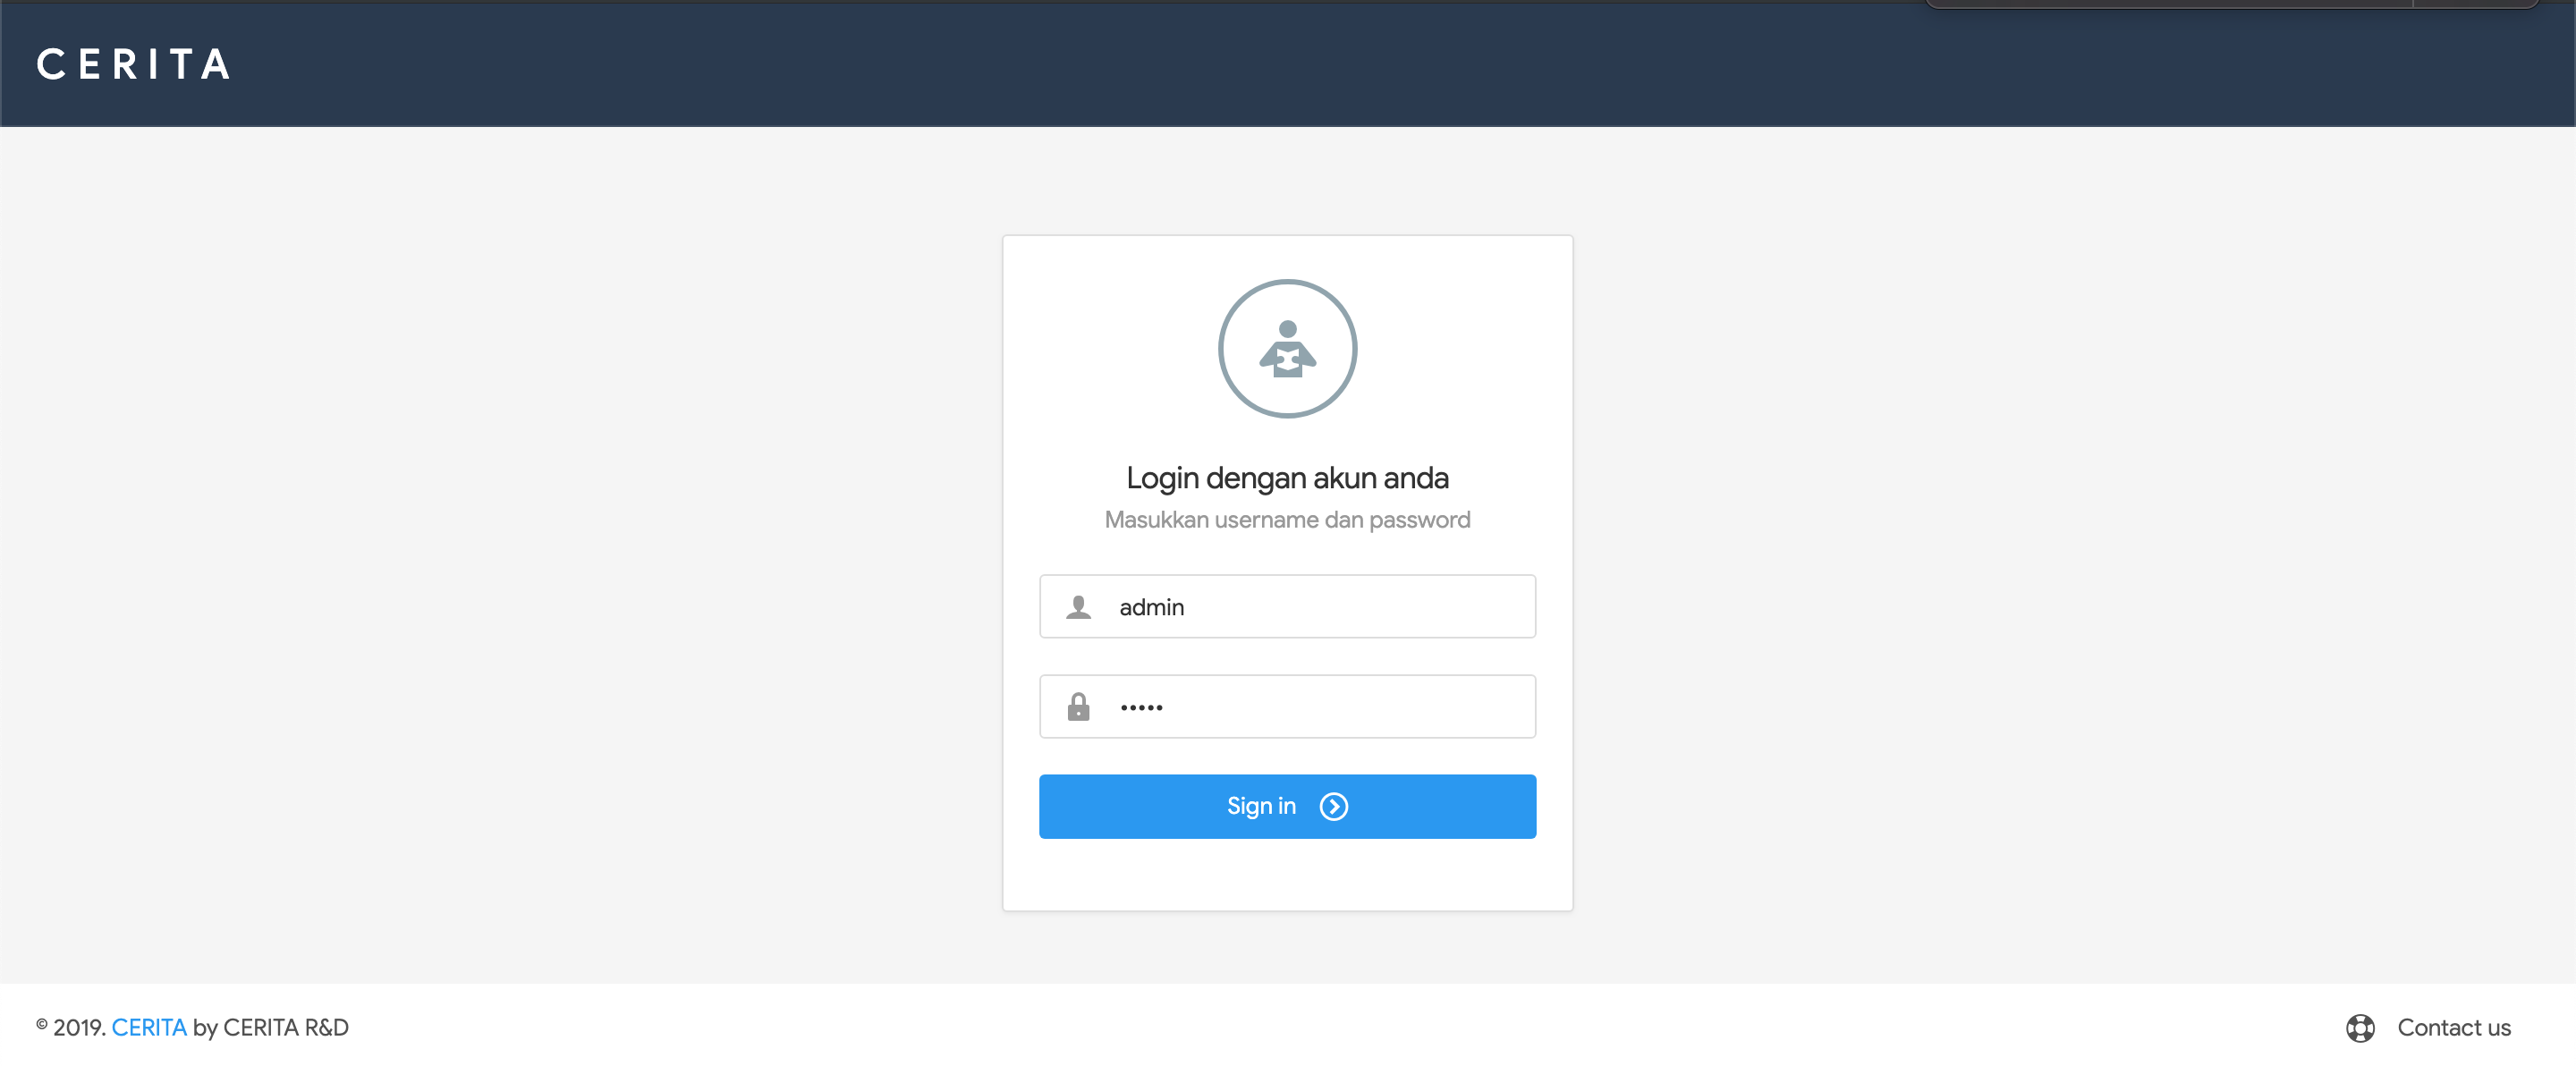 CERITA
Login dengan akun anda
Masukkan username dan password
admin
•••••
Sign in
© 2019. CERITA by CERITA R&D
Contact us